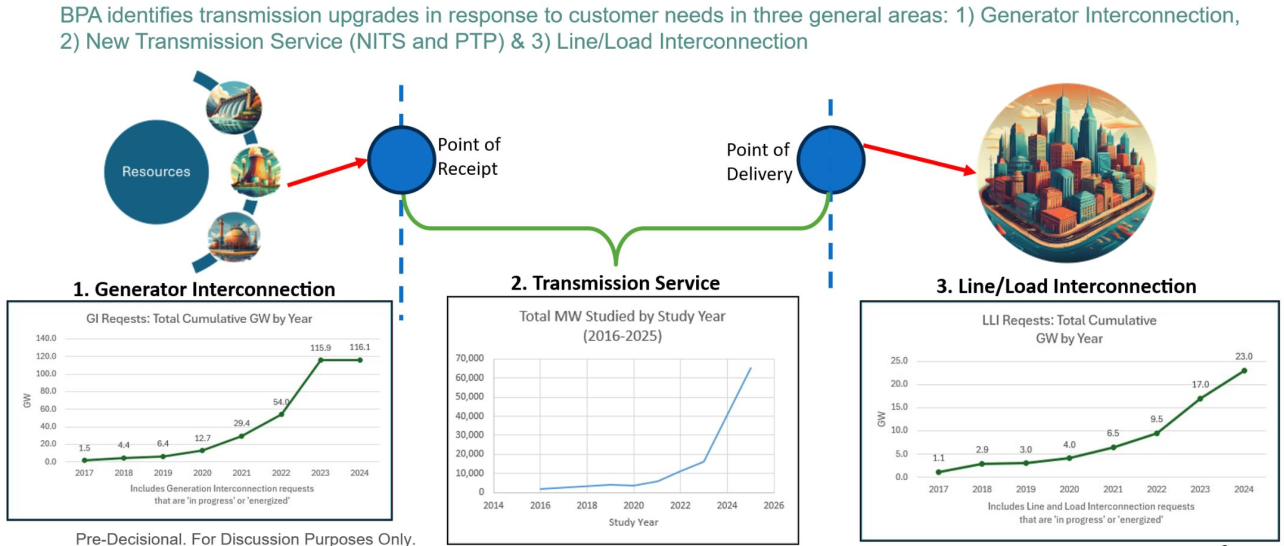 BPA identifies transmission upgrades in response to customer needs in three general areas: 1) Generator Interconnection,
2) New Transmission Service (NITS and PTP) & 3) Line/Load Interconnection
Resources
Point of
Receipt
Point of
Delivery
1. Generator Interconnection
GI Reqests: Total Cumulative GW by Year
GW
140.0
120.0
100.0
80.0
60.0
40.0
20.0
0.0
1.5
4.4
6.4
12.7
29.4
54.0
115.9
116.1
2017 2018 2019 2020 2021 2022 2023 2024
Includes Generation Interconnection requests
that are 'in progress' or 'energized'
2. Transmission Service
Total MW Studied by Study Year
(2016-2025)
70,000
60,000
50,000
40,000
30,000
20,000
10,000
0
2014 2016 2018 2020 2022 2024 2026
Study Year
3. Line/Load Interconnection
LLI Reqests: Total Cumulative
GW by Year
GW
25.0
20.0
15.0
10.0
5.0
0.0
1.1
2.9
3.0
4.0
6.5
9.5
17.0
23.0
2017 2018 2019 2020 2021 2022 2023 2024
Includes Line and Load Interconnection requests
that are 'in progress' or 'energized'
Pre-Decisional. For Discussion Purposes Only.